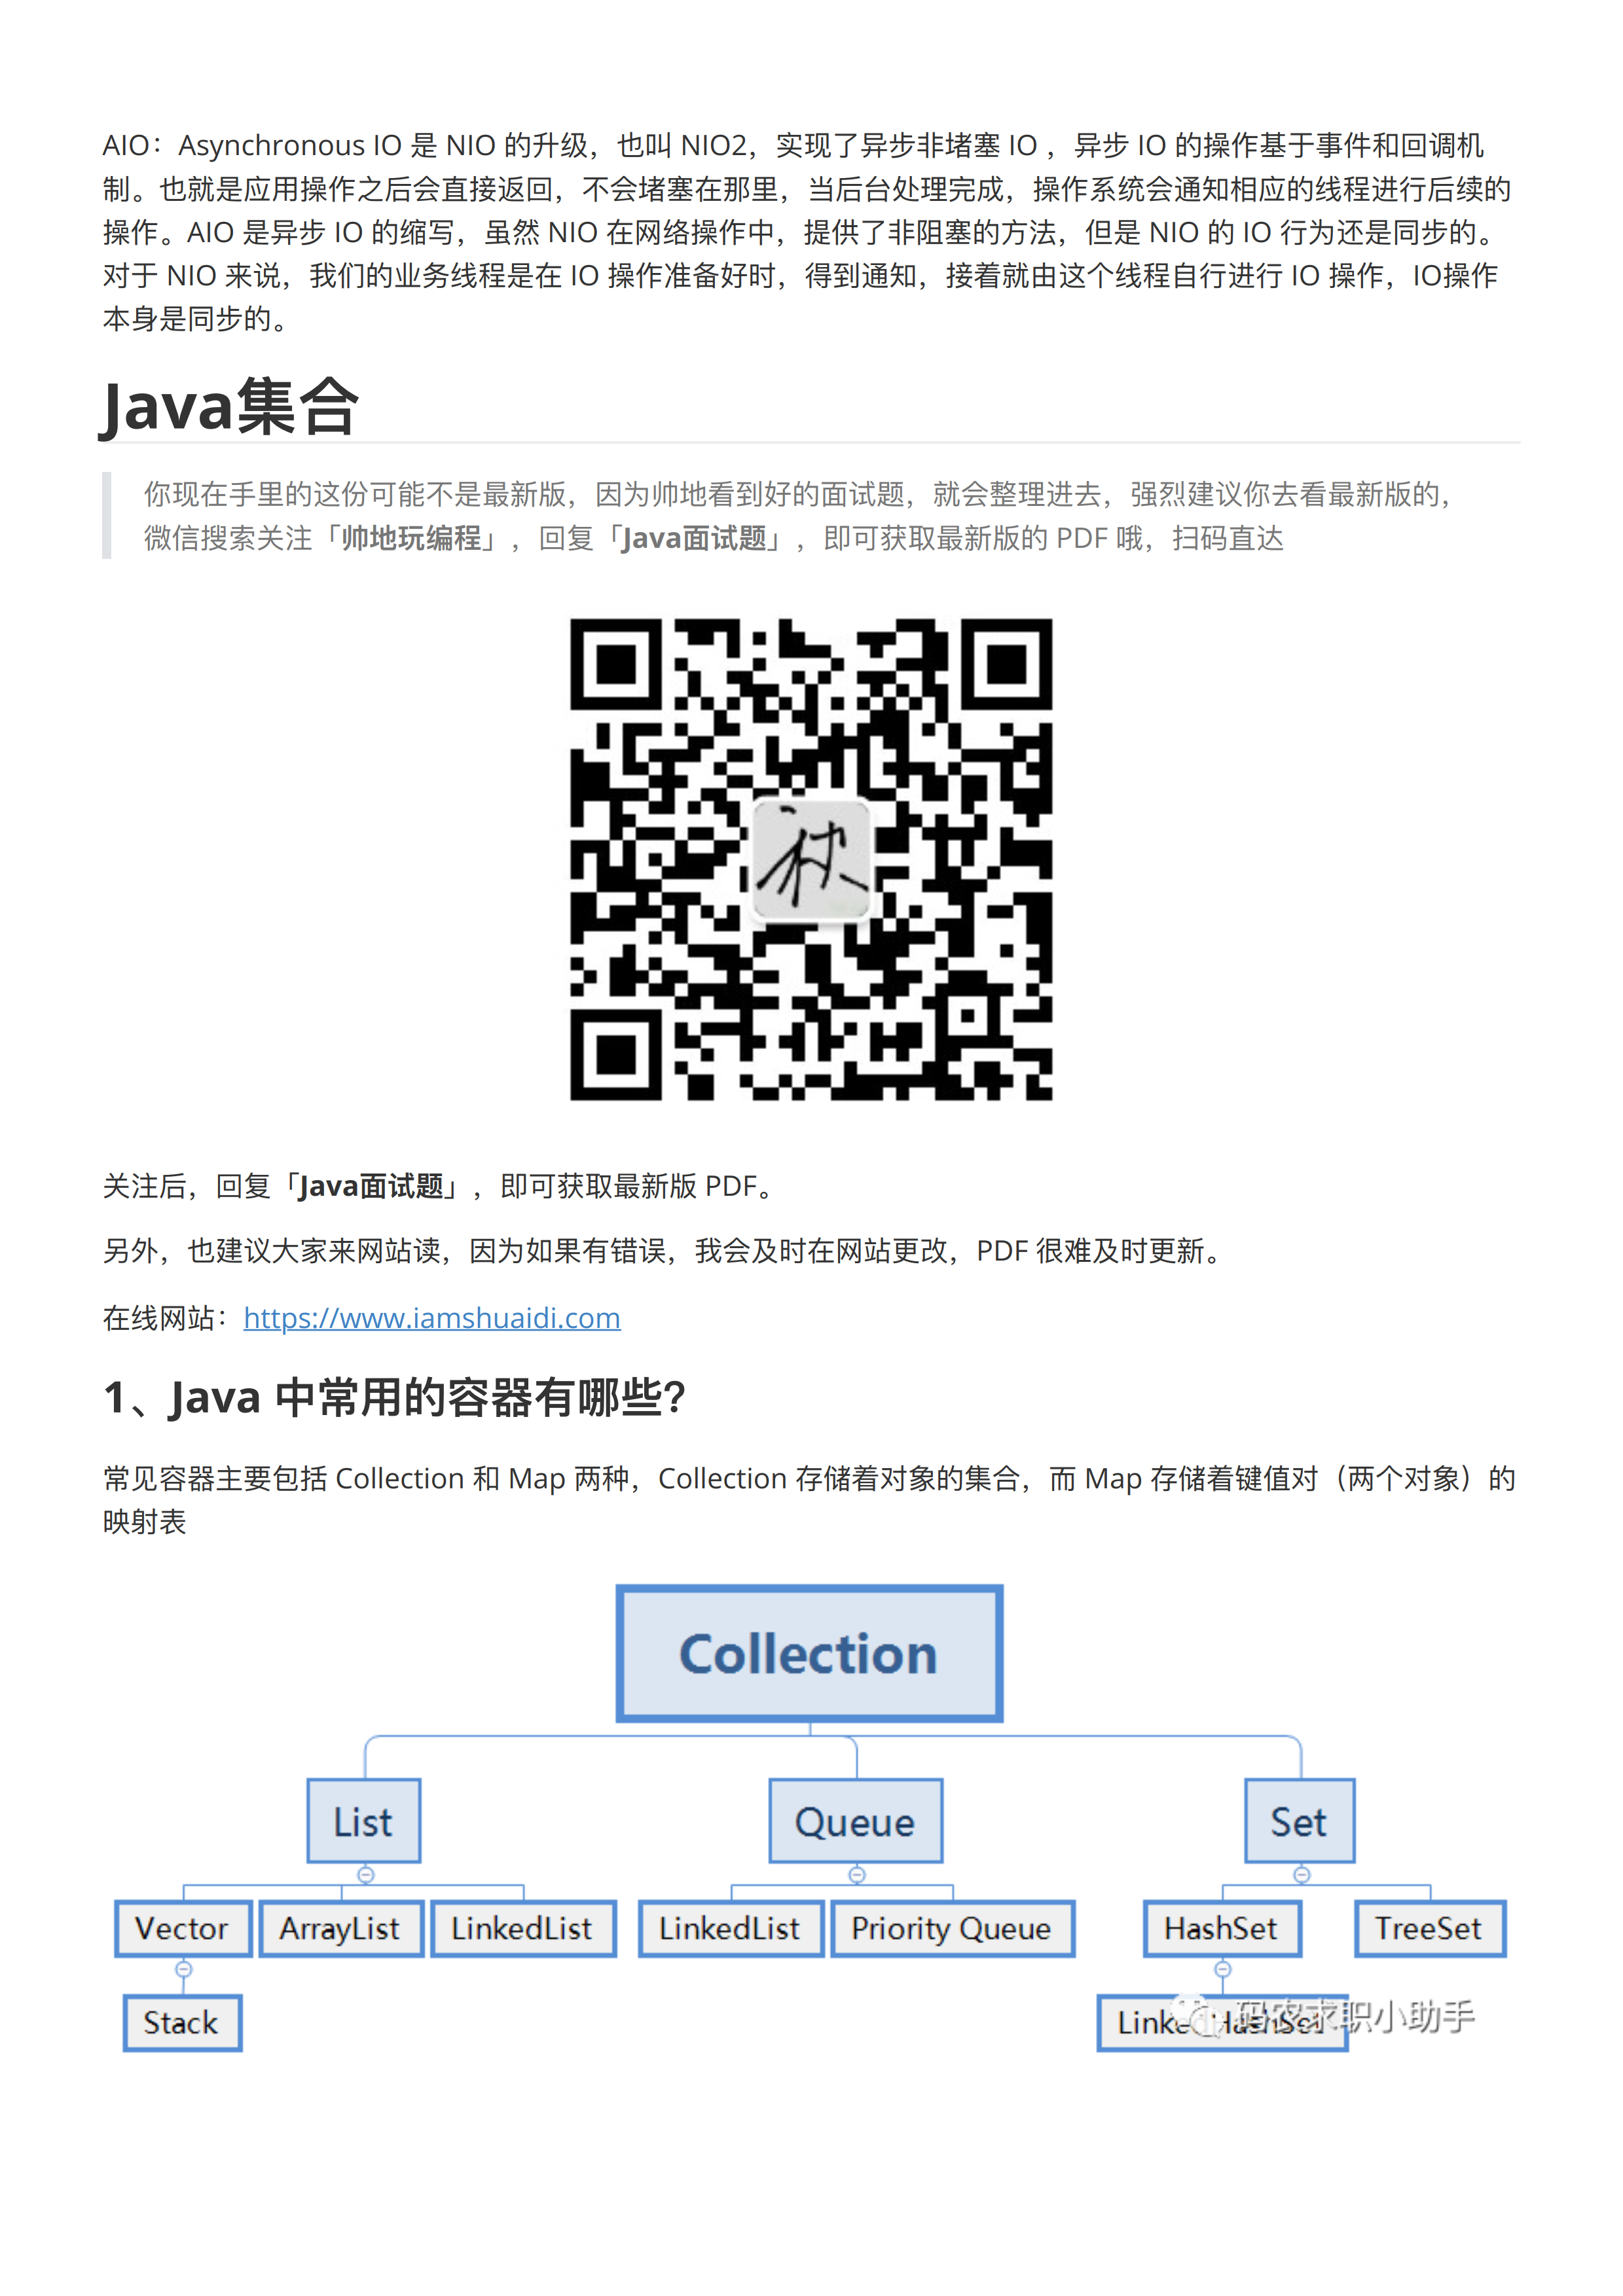 AIO：Asynchronous IO 是 NIO 的升级，也叫 NIO2，实现了异步非堵塞 IO ，异步 IO 的操作基于事件和回调机
制。也就是应用操作之后会直接返回，不会堵塞在那里，当后台处理完成，操作系统会通知相应的线程进行后续的
操作。AIO 是异步 IO 的缩写，虽然 NIO 在网络操作中，提供了非阻塞的方法，但是 NIO 的 IO 行为还是同步的。
对于 NIO 来说，我们的业务线程是在 IO 操作准备好时，得到通知，接着就由这个线程自行进行 IO 操作，IO操作
本身是同步的。
Java集合
你现在手里的这份可能不是最新版，因为帅地看到好的面试题，就会整理进去，强烈建议你去看最新版的，
微信搜索关注「帅地玩编程」，回复「Java面试题」，即可获取最新版的 PDF 哦，扫码直达
关注后，回复「Java面试题」，即可获取最新版 PDF。
另外，也建议大家来网站读，因为如果有错误，我会及时在网站更改，PDF 很难及时更新。
在线网站：https://www.iamshuaidi.com
1、Java 中常用的容器有哪些？
常见容器主要包括 Collection 和 Map 两种，Collection 存储着对象的集合，而 Map 存储着键值对（两个对象）的
映射表
Collection
List Queue Set
Vector ArrayList LinkedList LinkedList Priority Queue HashSet TreeSet
Stack LinkedHashSet
码农求职小助手